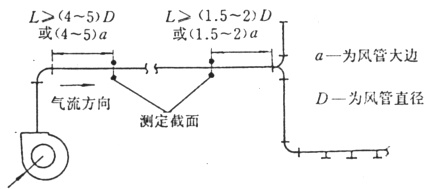 L≥(4~5)D
或(4~5)a
L≥(1.5~2)D
或(1.5~2)a
a—为风管大边
气流方向
D—为风管直径
测定截面